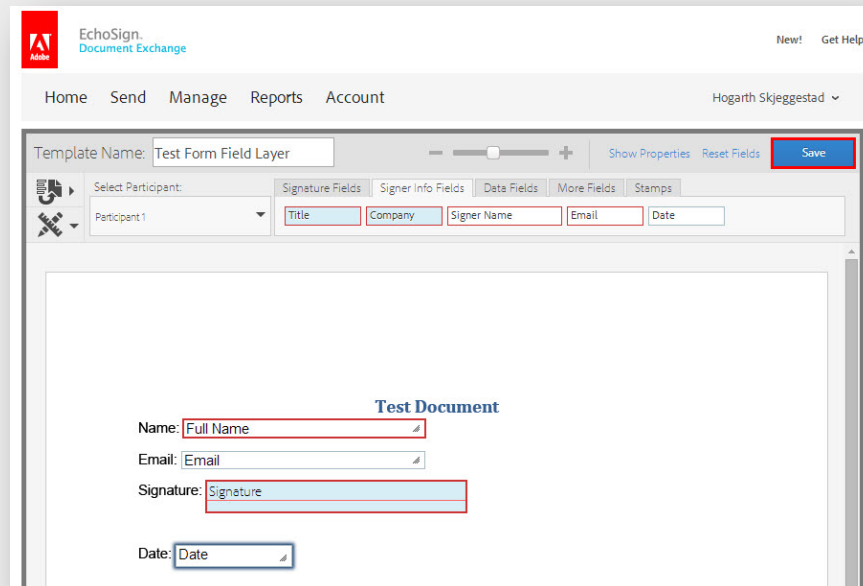 EchoSign.
Document Exchange
Adobe
New! Get Help
Home Send Manage Reports Account
Hogarth Skjeggestad
Template Name: Test Form Field Layer
Show Properties Reset Fields Save
Select Participant:
Signature Fields Signer Info Fields Data Fields More Fields Stamps
Participant 1
Title Company Signer Name Email Date
Test Document
Name: Full Name
Email: Email
Signature: Signature
Date: Date